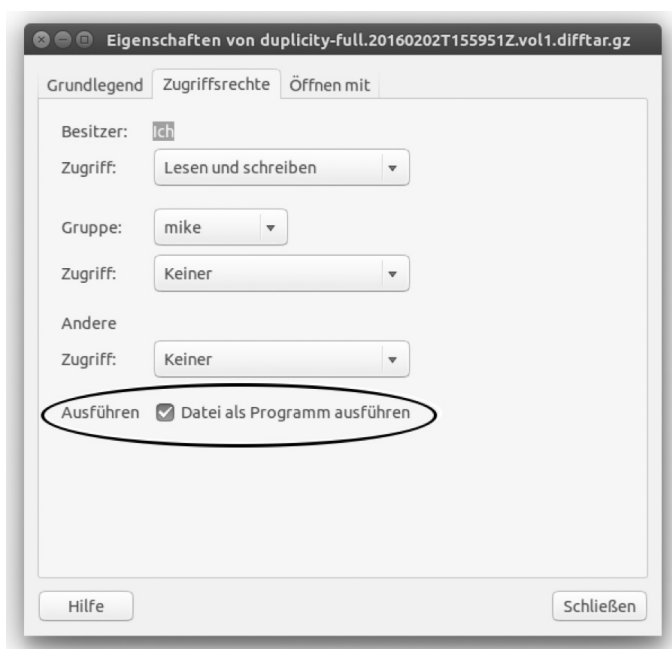 Eigenschaften von duplicity-full.20160202T155951Z.vol1.difftar.gz
Grundlegend Zugriffsrechte Öffnen mit
Besitzer: Ich
Zugriff: Lesen und schreiben
Gruppe: mike
Zugriff: Keiner
Andere
Zugriff: Keiner
Ausführen Datei als Programm ausführen
Hilfe Schließen